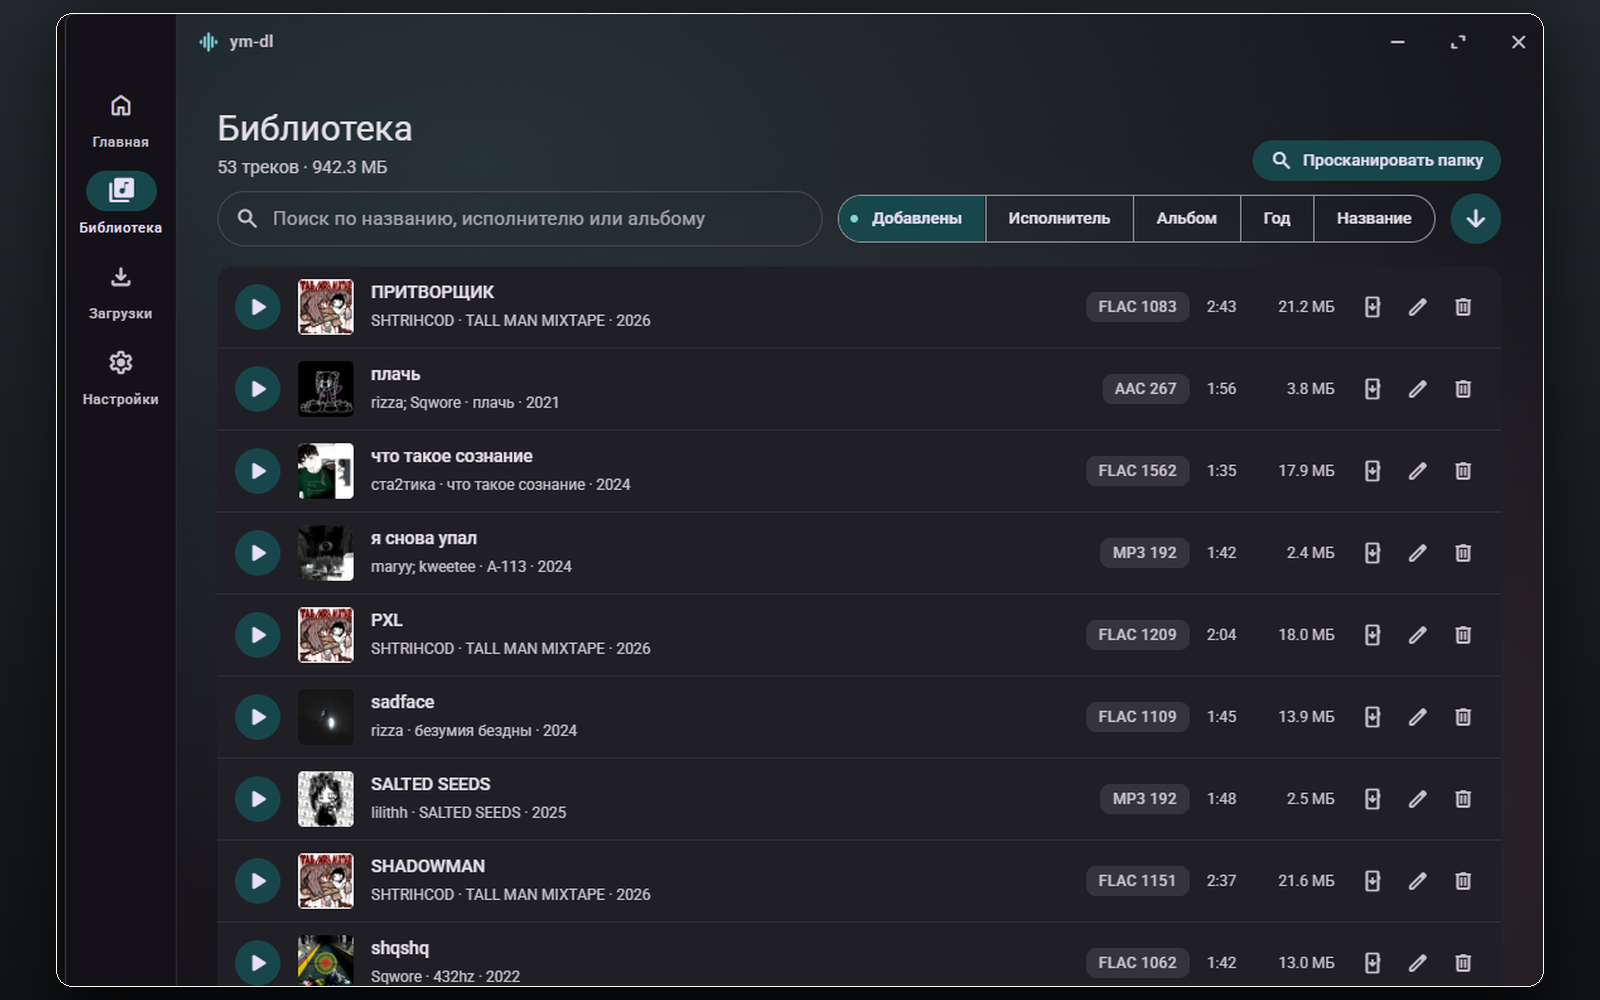 ym-dl
Главная
Библиотека
Загрузки
Настройки
Библиотека
53 треков · 942.3 МБ
Просканировать папку
Поиск по названию, исполнителю или альбому
Добавлены Исполнитель Альбом Год Название
ПРИТВОРЩИК
SHTRIHCOD · TALL MAN MIXTAPE · 2026
FLAC 1083 2:43 21.2 МБ
плачь
rizza; Sqwore · плачь · 2021
AAC 267 1:56 3.8 МБ
что такое сознание
ста2тика · что такое сознание · 2024
FLAC 1562 1:35 17.9 МБ
я снова упал
maryy; kweetee · A-113 · 2024
MP3 192 1:42 2.4 МБ
PXL
SHTRIHCOD · TALL MAN MIXTAPE · 2026
FLAC 1209 2:04 18.0 МБ
sadface
rizza · безумия бездны · 2024
FLAC 1109 1:45 13.9 МБ
SALTED SEEDS
lilithh · SALTED SEEDS · 2025
MP3 192 1:48 2.5 МБ
SHADOWMAN
SHTRIHCOD · TALL MAN MIXTAPE · 2026
FLAC 1151 2:37 21.6 МБ
shqshq
Sqwore · 432hz · 2022
FLAC 1062 1:42 13.0 МБ